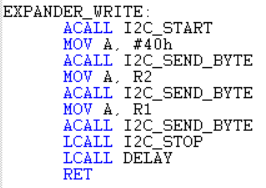 EXPANDER_WRITE:
ACALL I2C_START
MOV A, #40h
ACALL I2C_SEND_BYTE
MOV A, R2
ACALL I2C_SEND_BYTE
MOV A, R1
ACALL I2C_SEND_BYTE
LCALL I2C_STOP
LCALL DELAY
RET